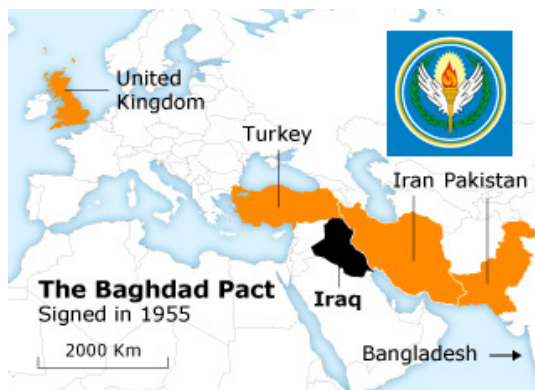 United
Kingdom
Turkey
Iran Pakistan
The Baghdad Pact
Signed in 1955
Iraq
2000 Km
Bangladesh